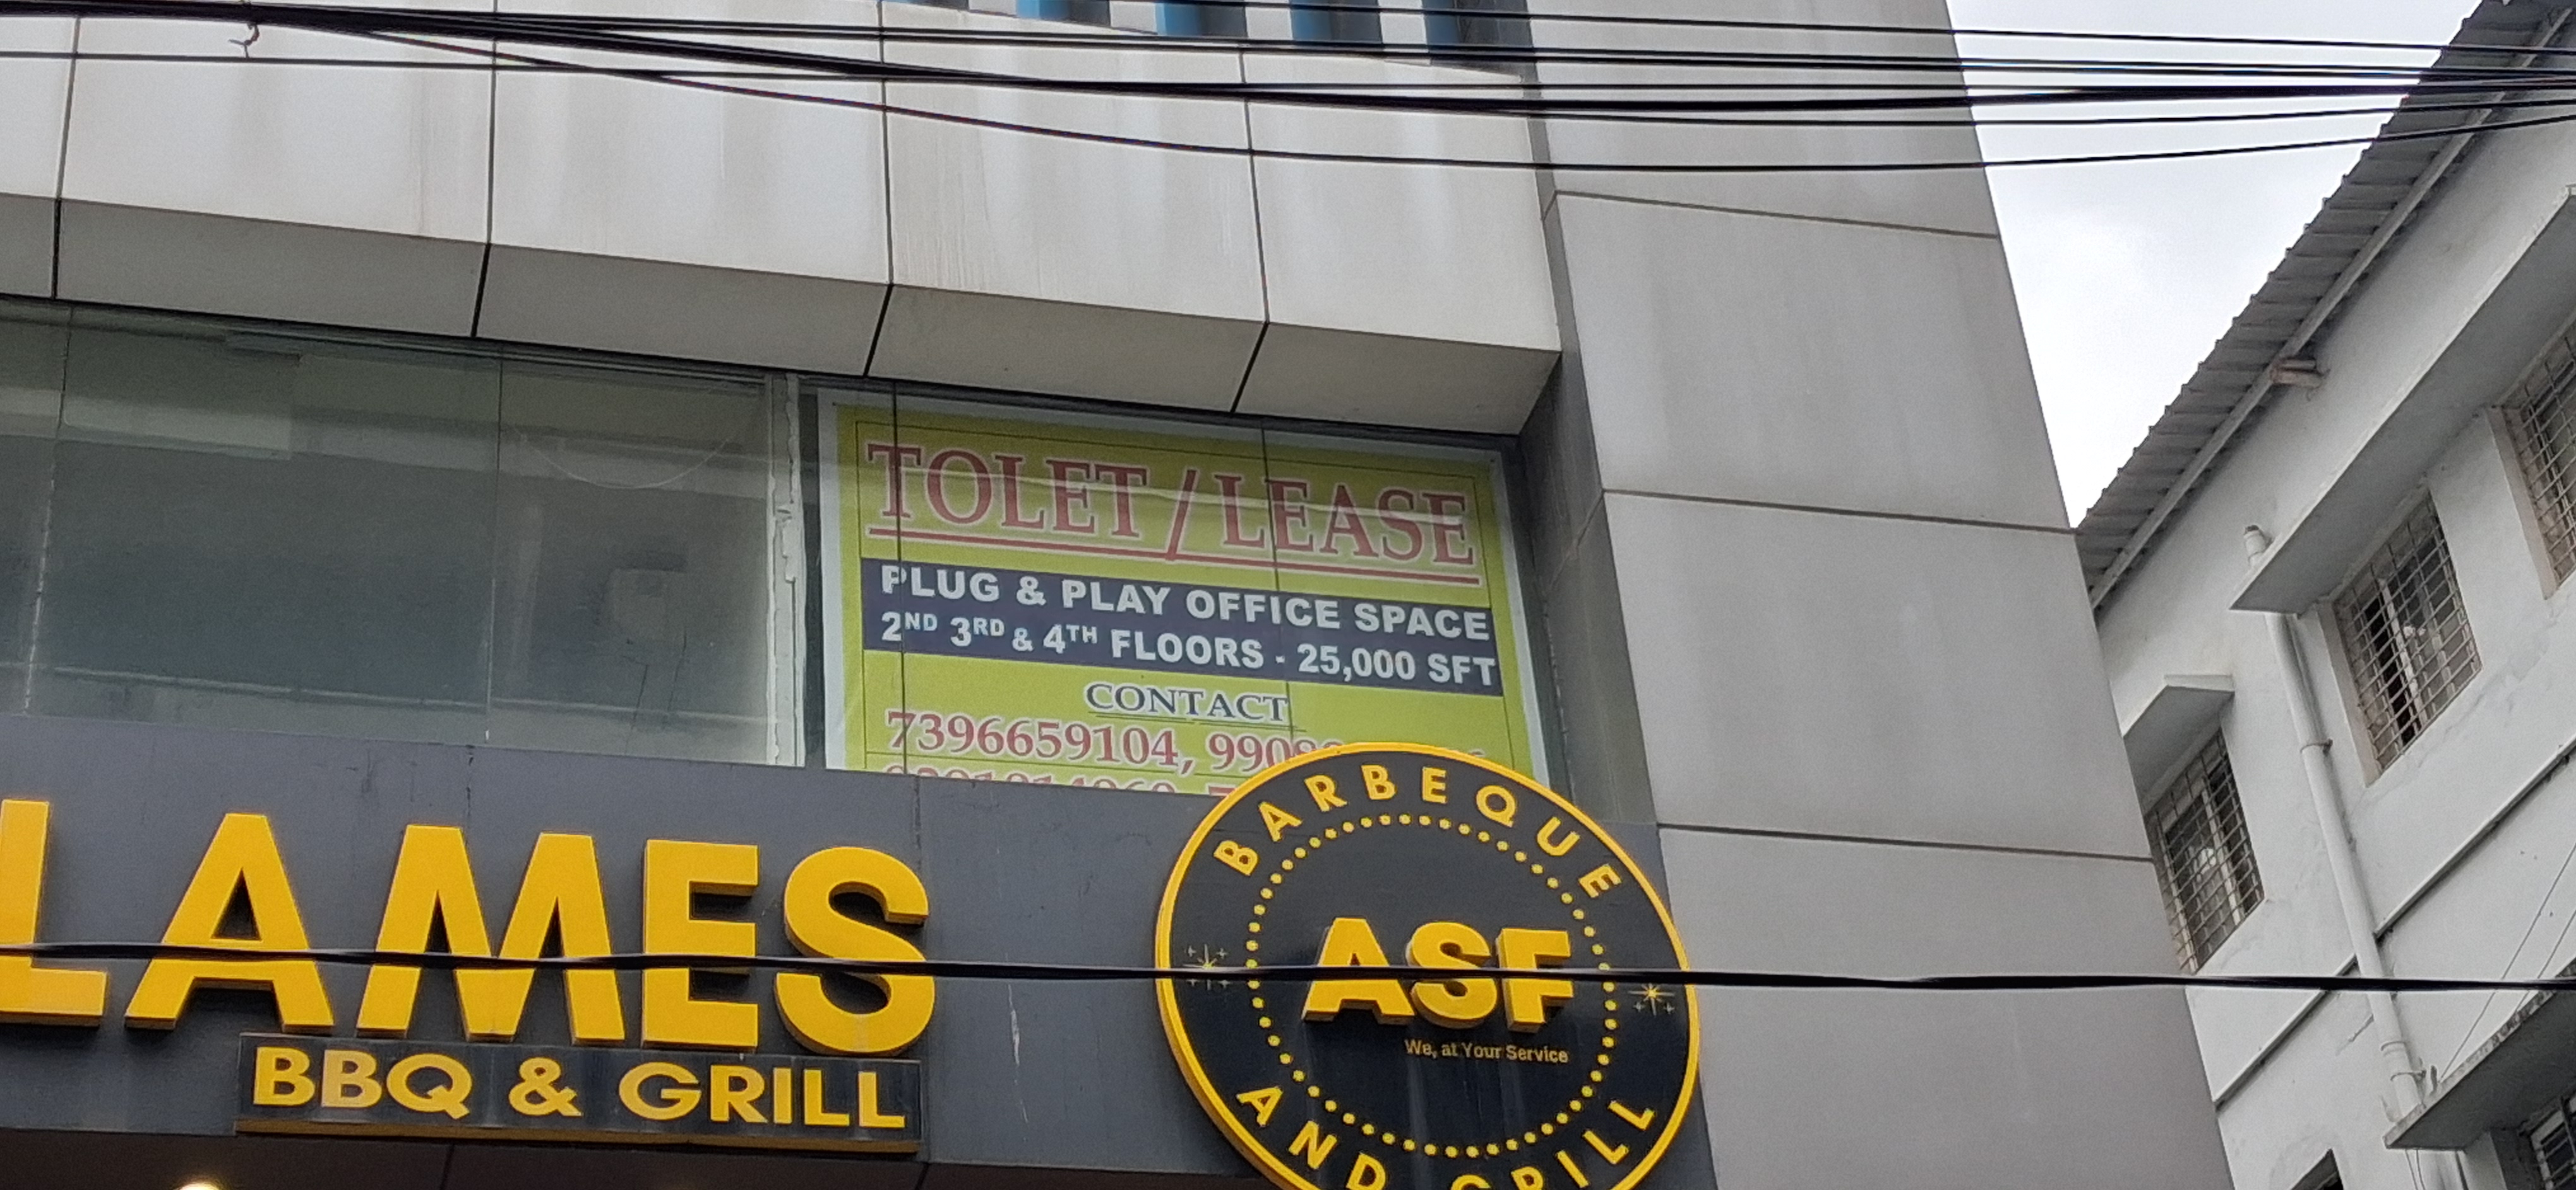 TOLET / LEASE
PLUG & PLAY OFFICE SPACE
2ND 3RD & 4TH FLOORS - 25,000 SFT
CONTACT
7396659104,
LAMES
BBQ & GRILL
BARBEQUE
ASF
We, at Your Service
AND GRILL